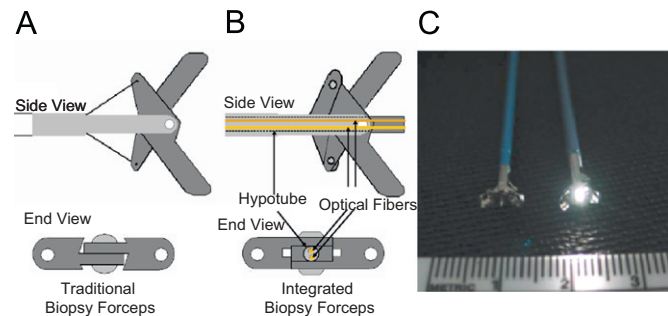 A
B
C
Side View
Side View
Hypotube
Optical Fibers
End View
End View
Traditional
Biopsy Forceps
Integrated
Biopsy Forceps
METRIC 1 2 3